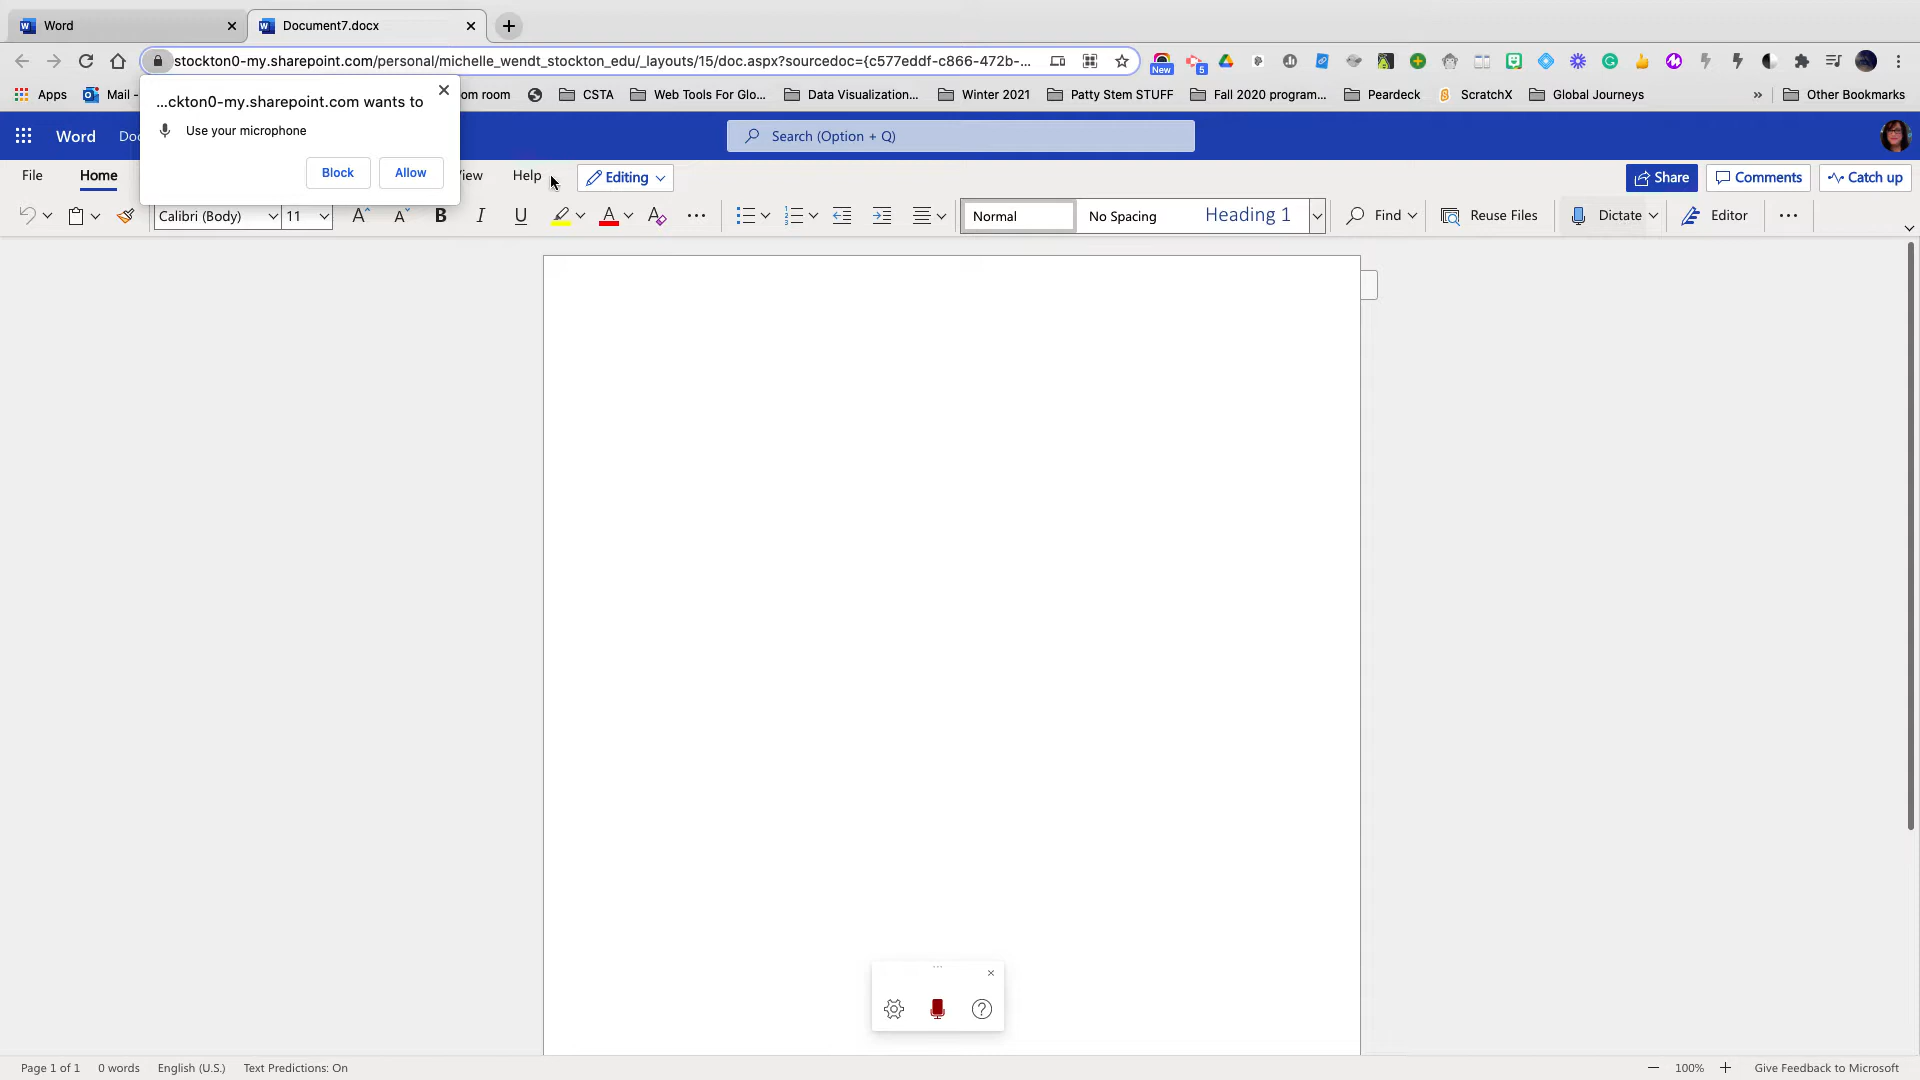 Word
Document7.docx
stockton0-my.sharepoint.com/personal/michelle_wendt_stockton_edu/_layouts/15/doc.aspx?sourcedoc={c577eddf-c866-472b-...
New
5
Apps
Mail -
om room
CSTA
Web Tools For Glo...
Data Visualization...
Winter 2021
Patty Stem STUFF
Fall 2020 program...
Peardeck
ScratchX
Global Journeys
»
Other Bookmarks
...ckton0-my.sharepoint.com wants to
Use your microphone
Block
Allow
Word
Doc
Search (Option + Q)
File
Home
iew
Help
Editing
Share
Comments
Catch up
Calibri (Body)
11
A
A
B
I
U
A
A
Normal
No Spacing
Heading 1
Find
Reuse Files
Dictate
Editor
Page 1 of 1
0 words
English (U.S.)
Text Predictions: On
100%
Give Feedback to Microsoft